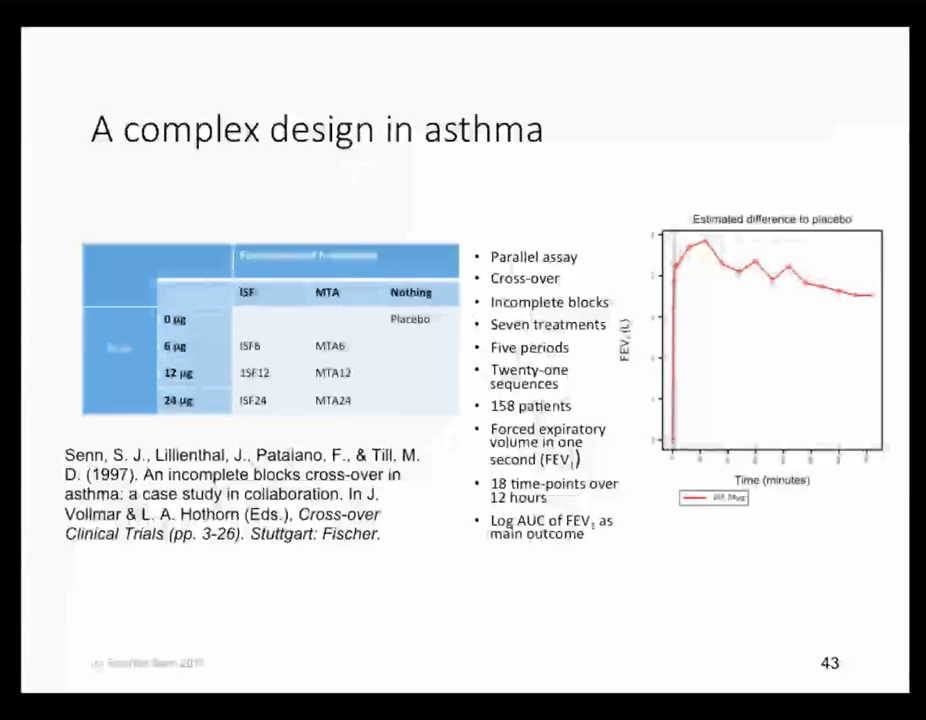 A complex design in asthma
ISF MTA Nothing
0 µg Placebo
6 µg ISF6 MTA6
12 µg ISF12 MTA12
24 µg ISF24 MTA24
Senn, S. J., Lillienthal, J., Patalano, F., & Till, M.
D. (1997). An incomplete blocks cross-over in
asthma: a case study in collaboration. In J.
Vollmar & L. A. Hothorn (Eds.), Cross-over
Clinical Trials (pp. 3-26). Stuttgart: Fischer.
• Parallel assay
• Cross-over
• Incomplete blocks
• Seven treatments
• Five periods
• Twenty-one
sequences
• 158 patients
• Forced expiratory
volume in one
second (FEV₁)
• 18 time-points over
12 hours
• Log AUC of FEV₁ as
main outcome
Estimated difference to placebo
FEV₁ (L)
Time (minutes)
43